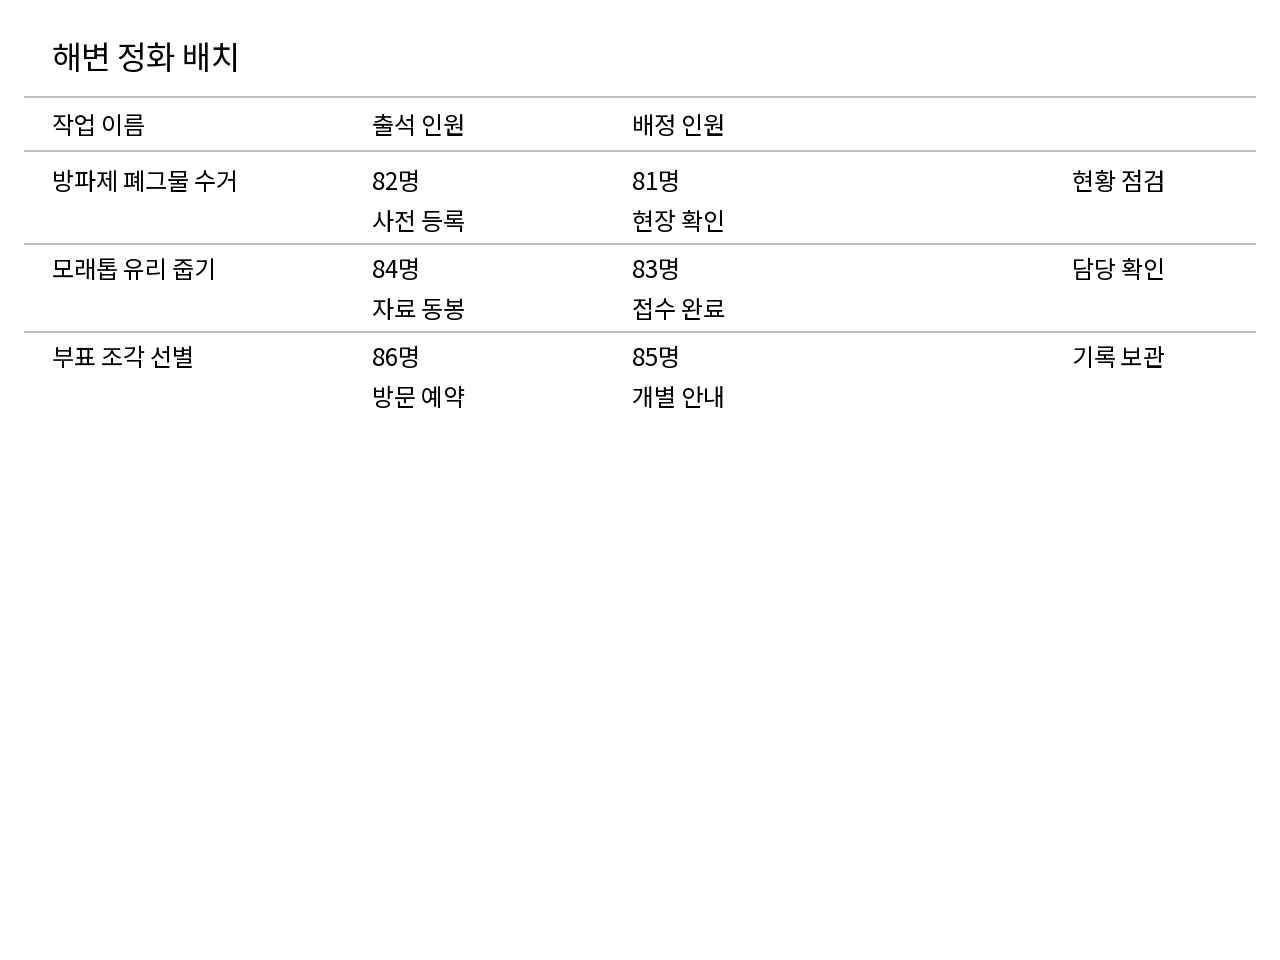 해변 정화 배치
작업 이름 출석 인원 배정 인원
방파제 폐그물 수거 82명 81명 현황 점검
사전 등록 현장 확인
모래톱 유리 줍기 84명 83명 담당 확인
자료 동봉 접수 완료
부표 조각 선별 86명 85명 기록 보관
방문 예약 개별 안내